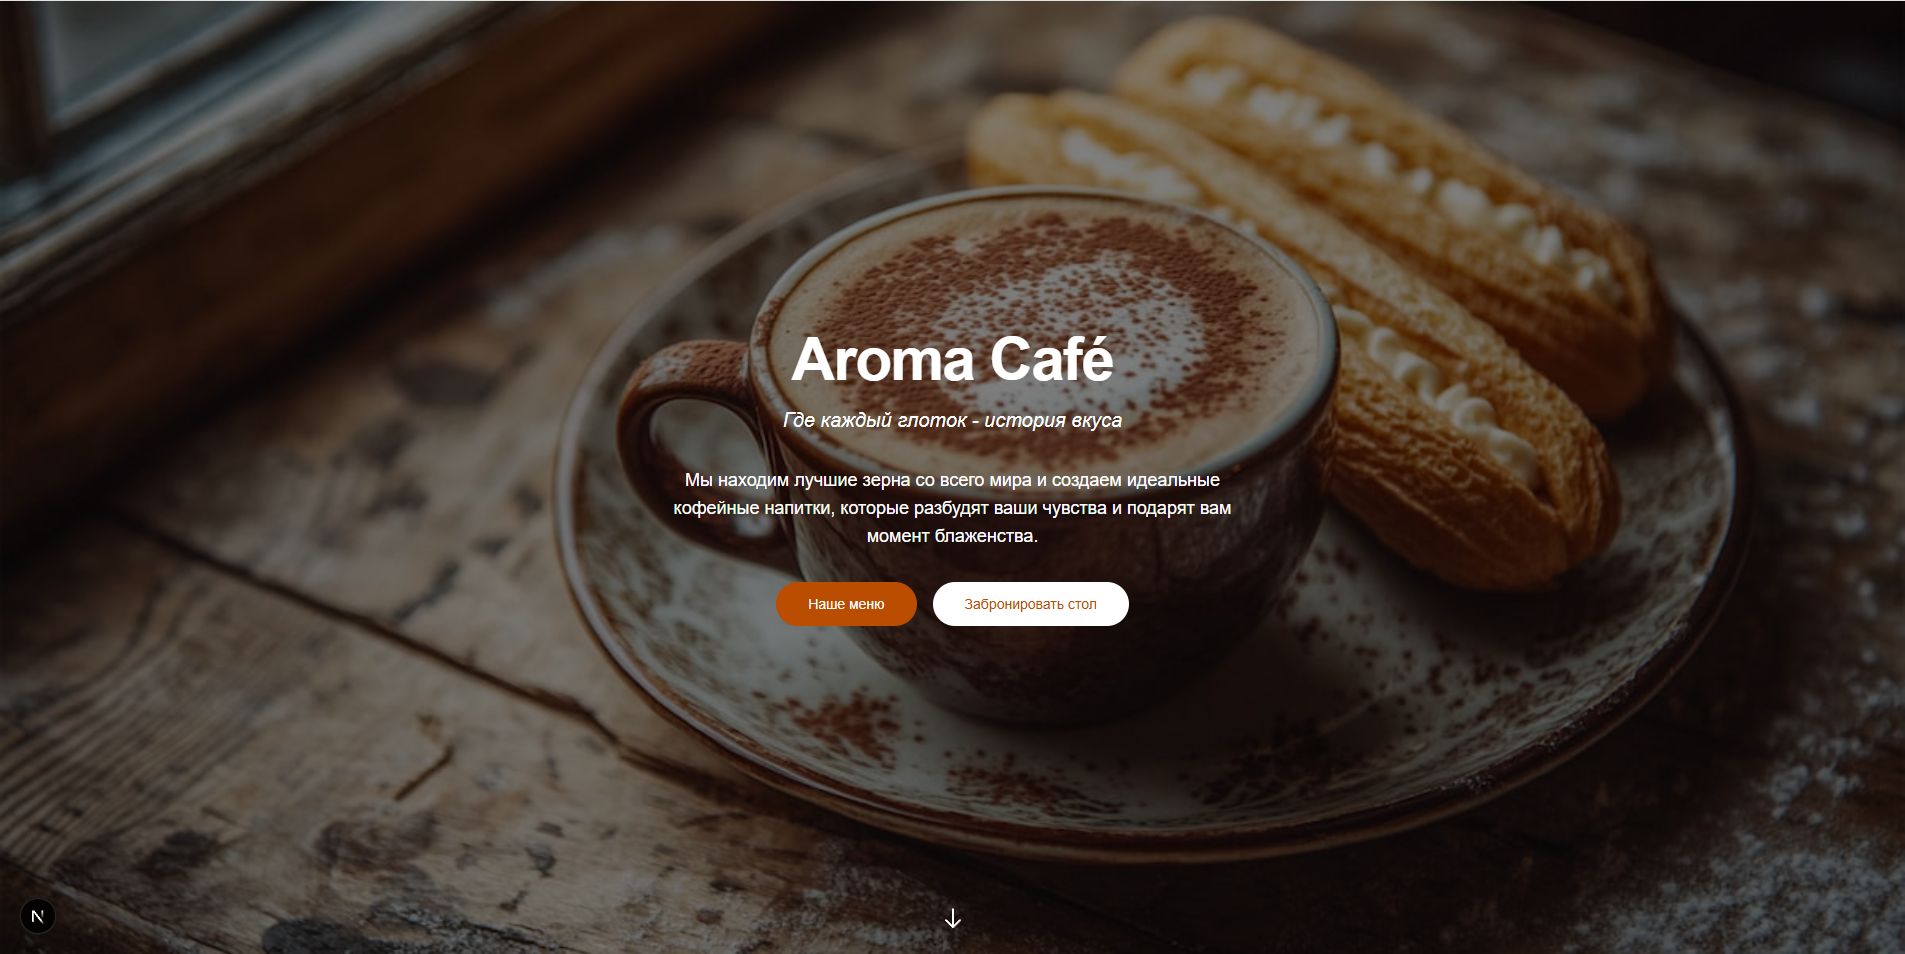 Aroma Café
Где каждый глоток - история вкуса
Мы находим лучшие зерна со всего мира и создаем идеальные
кофейные напитки, которые разбудят ваши чувства и подарят вам
момент блаженства.
Наше меню
Забронировать стол
N